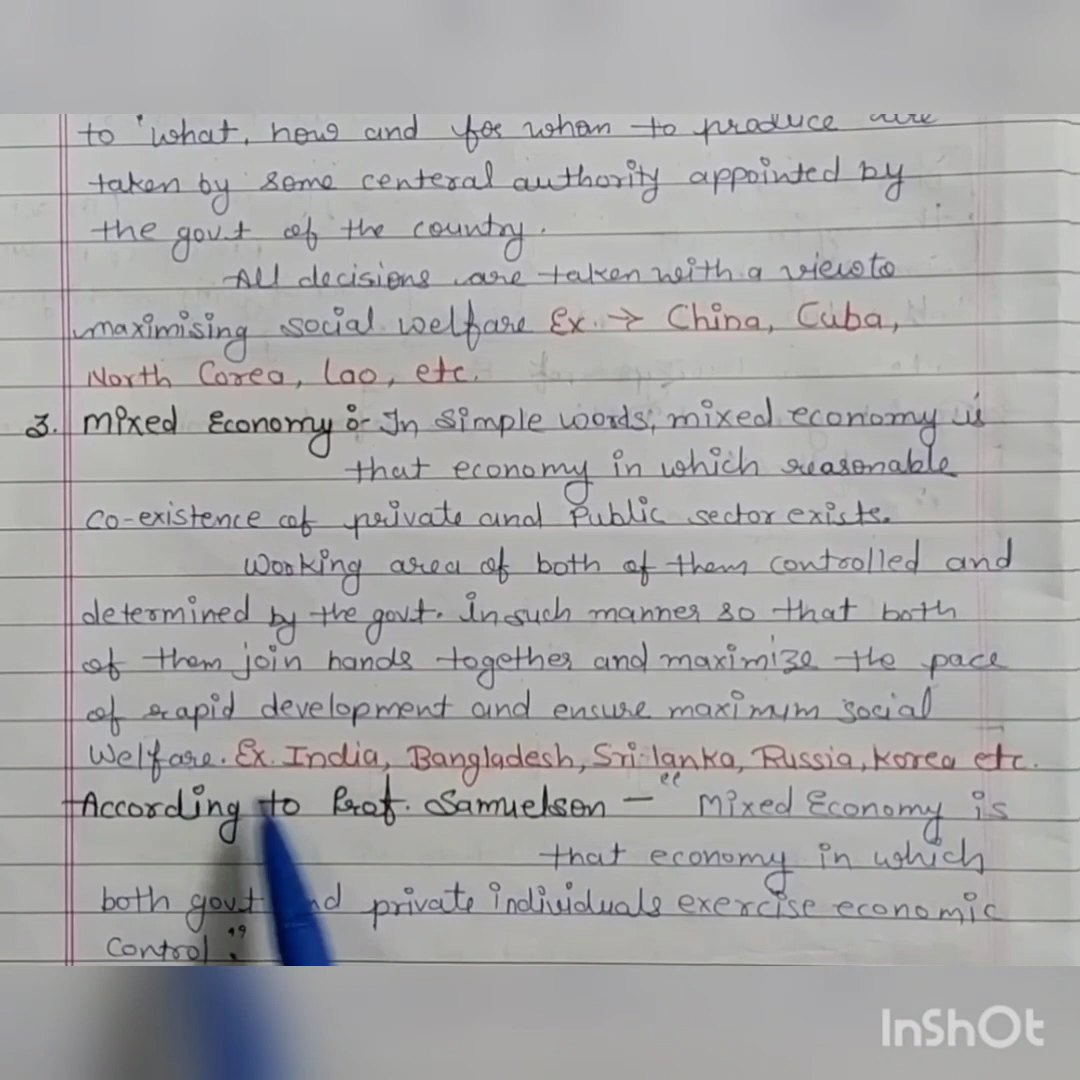 to 'what, how and for whom to produce are
taken by some centeral authority appointed by
the govt of the country.
All decisions are taken with a view to
maximising social welfare Ex. → China, Cuba,
North Corea, Lao, etc.
3. Mixed Economy :- In simple words, mixed economy is
that economy in which reasonable
co-existence of private and Public sector exists.
Working area of both of them controlled and
determined by the govt. In such manner so that both
of them join hands together and maximize the pace
of rapid development and ensure maximum social
Welfare. Ex. India, Bangladesh, Sri-lanka, Russia, Korea etc.
According to Prof. Samuelson – "Mixed Economy is
that economy in which
both govt and private individuals exercise economic
control."
InShOt